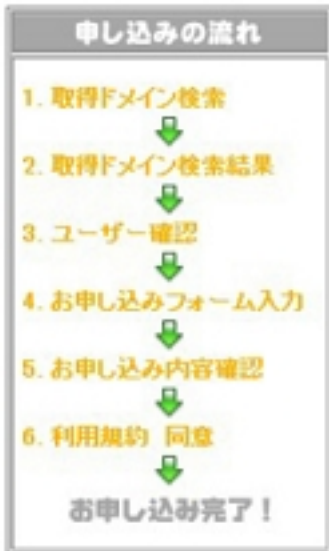 申し込みの流れ
1. 取得ドメイン検索
2. 取得ドメイン検索結果
3. ユーザー確認
4. お申し込みフォーム入力
5. お申し込み内容確認
6. 利用規約 同意
お申し込み完了！